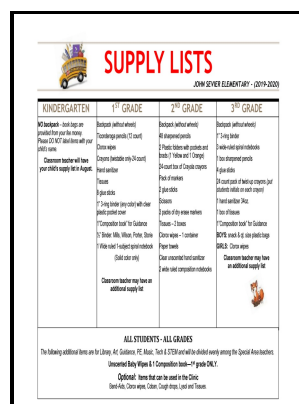 SUPPLY LISTS
JOHN SEVIER ELEMENTARY - (2019-2020)
KINDERGARTEN
NO backpack - book bags are
provided from your fee money.
Please DO NOT label items with your
child's name.
Classroom teacher will have
your child's supply list in August.
1ST GRADE
Backpack (without wheels)
Ticonderoga pencils (12 count)
Clorox wipes
Crayons (twistable only-24 count)
Hand sanitizer
Tissues
8 glue sticks
1" 3-ring binder (any color) with clear
plastic pocket cover
1"Composition book" for Guidance
½" Binder: Mills, Wilson, Porter, Stone
1 Wide ruled 1-subject spiral notebook
(Solid color only)
Classroom teacher may have an
additional supply list
2ND GRADE
Backpack (without wheels)
48 sharpened pencils
2 Plastic folders with pockets and
brads (1 Yellow and 1 Orange)
24 count box of Crayola crayons
Pack of markers
2 glue sticks
Scissors
2 packs of dry erase markers
Tissues – 2 boxes
Clorox wipes – 1 container
Paper towels
Clear unscented hand sanitizer
2 wide ruled composition notebooks
3RD GRADE
Backpack (without wheels)
1" 3-ring binder
3 wide-ruled spiral notebooks
1 box sharpened pencils
4 glue sticks
24 count pack of twist-up crayons (put
students initials on each crayon)
1 hand sanitizer 34oz.
1 box of tissues
1"Composition book" for Guidance
BOYS: snack & qt. size plastic bags
GIRLS: Clorox wipes
Classroom teacher may have
an additional supply list
ALL STUDENTS - ALL GRADES
The following additional items are for Library, Art, Guidance, P.E, Music, Tech & STEM and will be divided evenly among the Special Area teachers.
Unscented Baby Wipes & 1 Composition book—1st grade ONLY.
Optional: Items that can be used in the Clinic
Band-Aids, Clorox wipes, Coban, Cough drops, Lysol and Tissues.